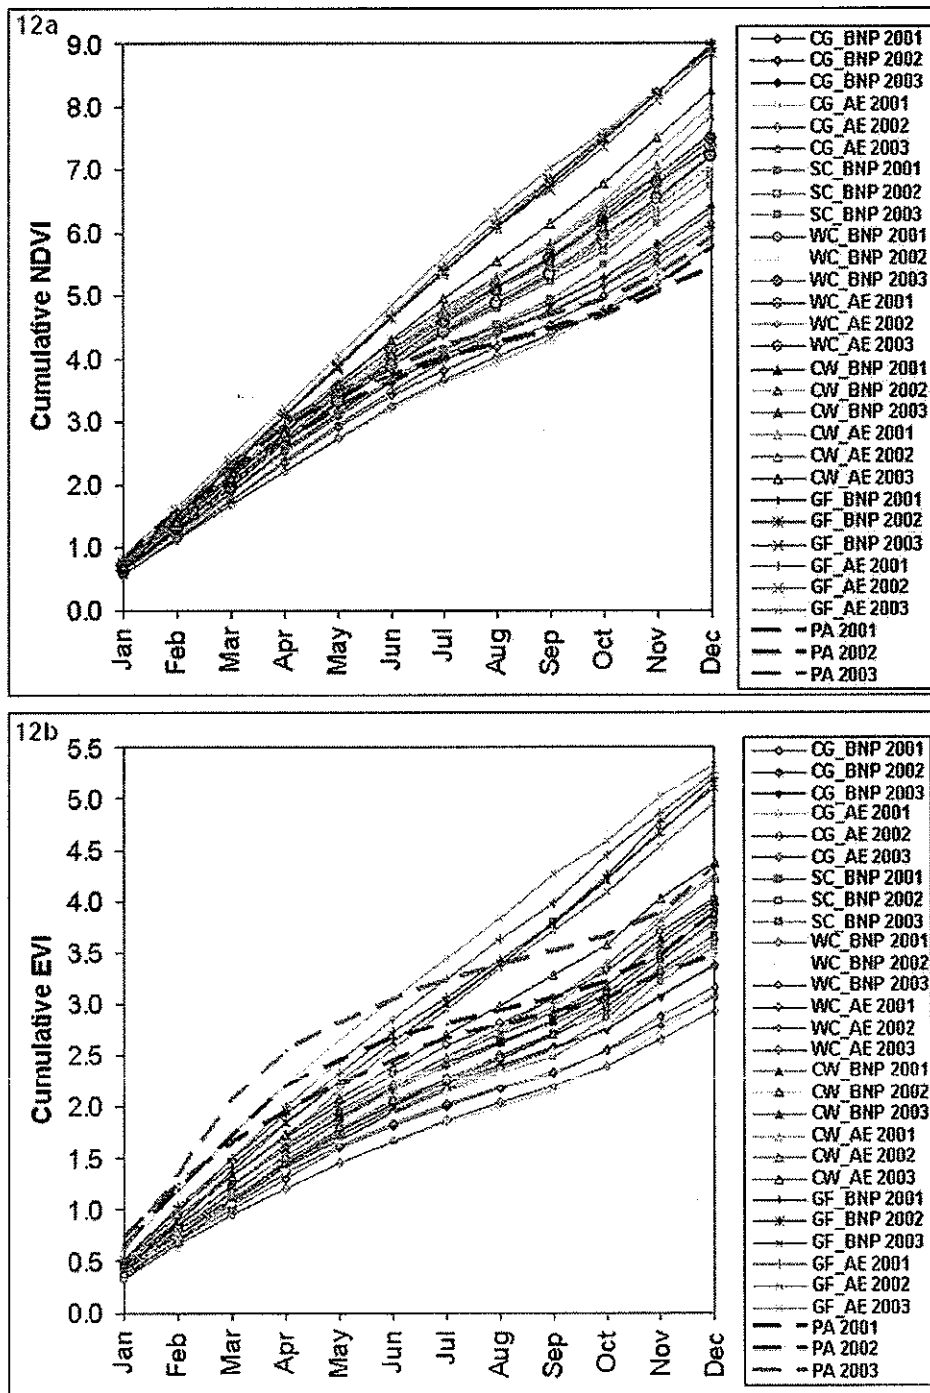 12a
9.0
8.0
7.0
6.0
5.0
4.0
3.0
2.0
1.0
0.0
Cumulative NDVI
Jan
Feb
Mar
Apr
May
Jun
Jul
Aug
Sep
Oct
Nov
Dec
CG_BNP 2001
CG_BNP 2002
CG_BNP 2003
CG_AE 2001
CG_AE 2002
CG_AE 2003
SC_BNP 2001
SC_BNP 2002
SC_BNP 2003
WC_BNP 2001
WC_BNP 2002
WC_BNP 2003
WC_AE 2001
WC_AE 2002
WC_AE 2003
CW_BNP 2001
CW_BNP 2002
CW_BNP 2003
CW_AE 2001
CW_AE 2002
CW_AE 2003
GF_BNP 2001
GF_BNP 2002
GF_BNP 2003
GF_AE 2001
GF_AE 2002
GF_AE 2003
PA 2001
PA 2002
PA 2003
12b
5.5
5.0
4.5
4.0
3.5
3.0
2.5
2.0
1.5
1.0
0.5
0.0
Cumulative EVI
Jan
Feb
Mar
Apr
May
Jun
Jul
Aug
Sep
Oct
Nov
Dec
CG_BNP 2001
CG_BNP 2002
CG_BNP 2003
CG_AE 2001
CG_AE 2002
CG_AE 2003
SC_BNP 2001
SC_BNP 2002
SC_BNP 2003
WC_BNP 2001
WC_BNP 2002
WC_BNP 2003
WC_AE 2001
WC_AE 2002
WC_AE 2003
CW_BNP 2001
CW_BNP 2002
CW_BNP 2003
CW_AE 2001
CW_AE 2002
CW_AE 2003
GF_BNP 2001
GF_BNP 2002
GF_BNP 2003
GF_AE 2001
GF_AE 2002
GF_AE 2003
PA 2001
PA 2002
PA 2003